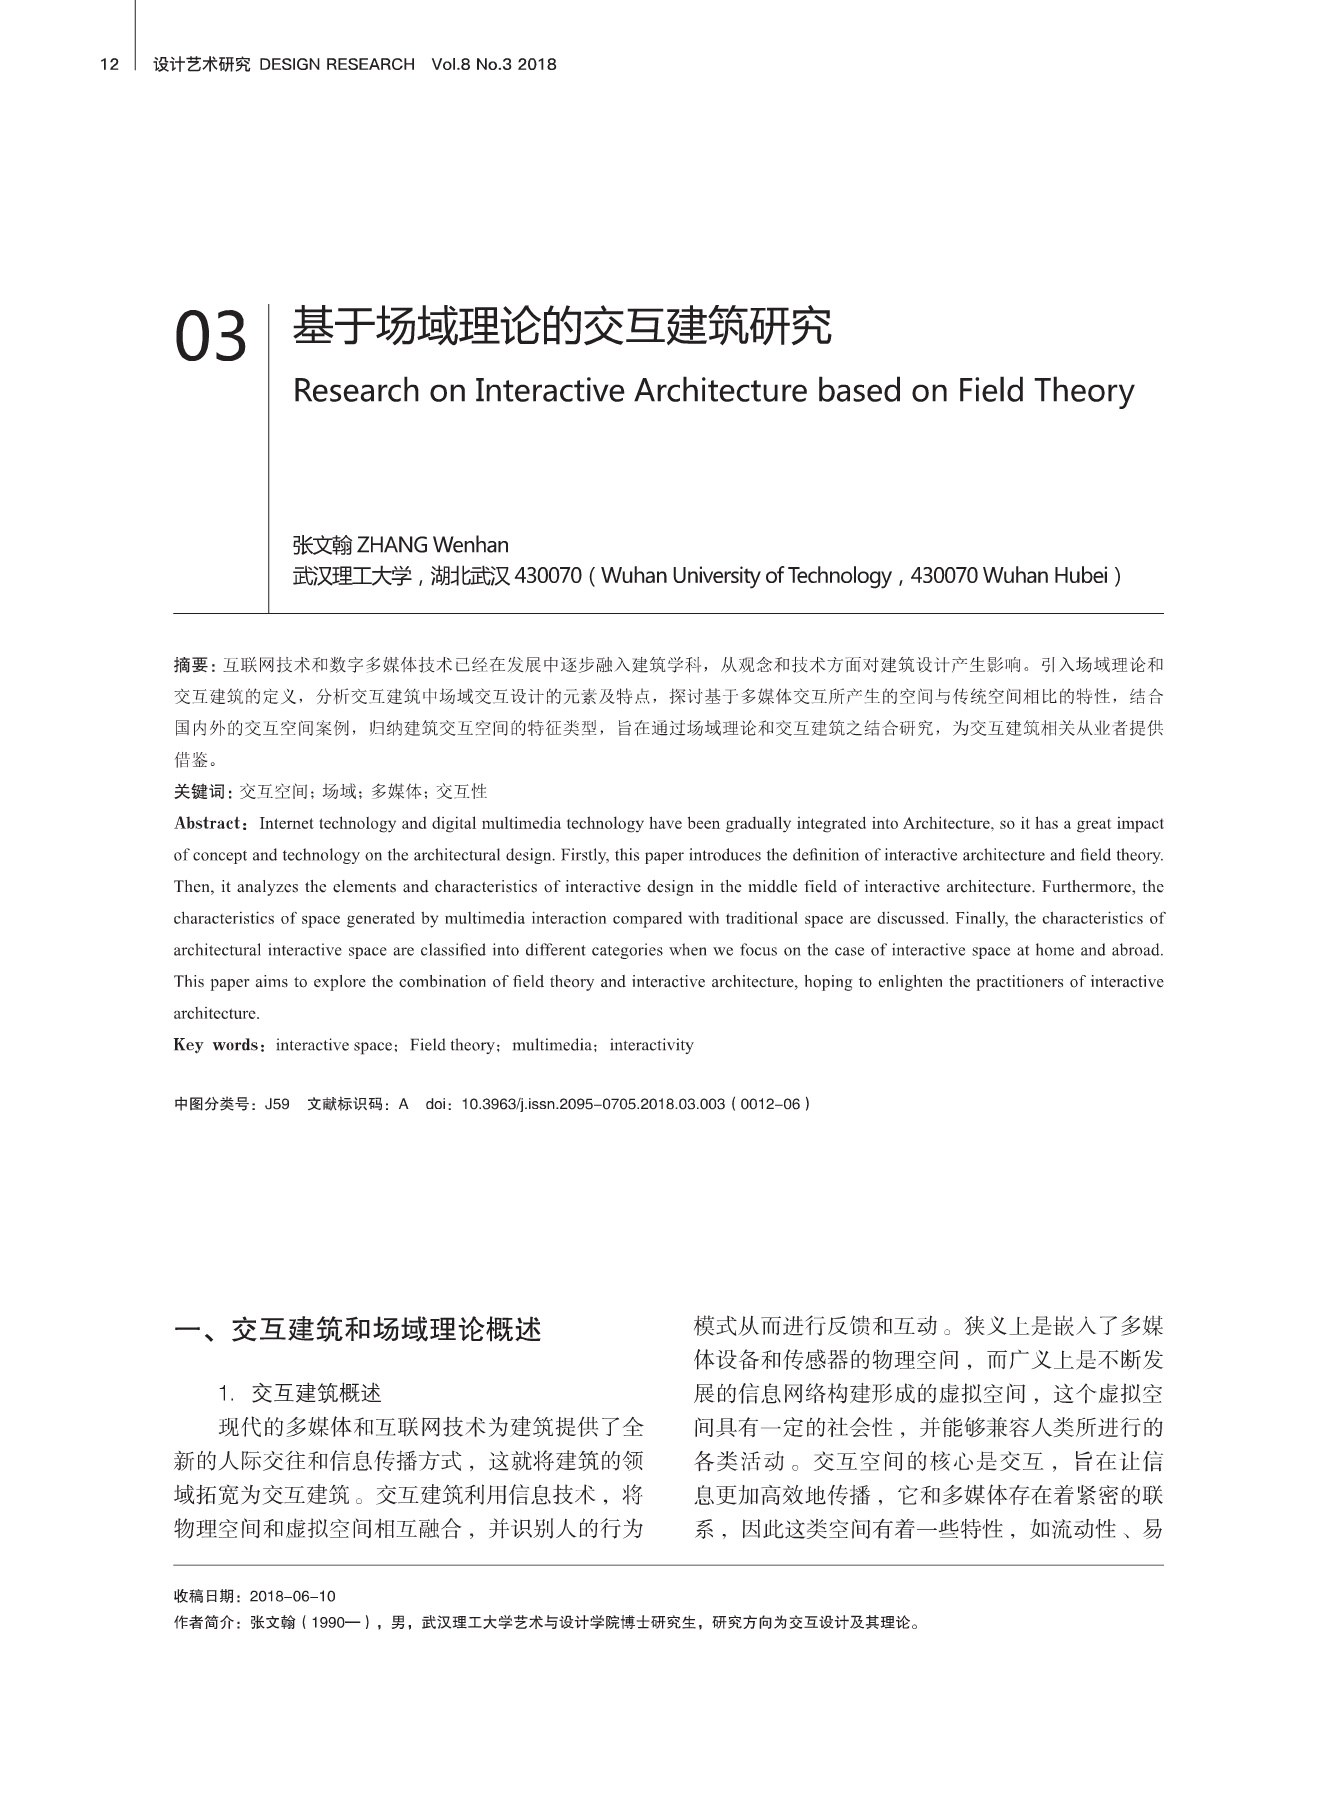 12 设计艺术研究 DESIGN RESEARCH Vol.8 No.3 2018
03
基于场域理论的交互建筑研究
Research on Interactive Architecture based on Field Theory
张文翰 ZHANG Wenhan
武汉理工大学，湖北武汉 430070（Wuhan University of Technology，430070 Wuhan Hubei）
摘要：互联网技术和数字多媒体技术已经在发展中逐步融入建筑学科，从观念和技术方面对建筑设计产生影响。引入场域理论和
交互建筑的定义，分析交互建筑中场域交互设计的元素及特点，探讨基于多媒体交互所产生的空间与传统空间相比的特性，结合
国内外的交互空间案例，归纳建筑交互空间的特征类型，旨在通过场域理论和交互建筑之结合研究，为交互建筑相关从业者提供
借鉴。
关键词：交互空间；场域；多媒体；交互性
Abstract：Internet technology and digital multimedia technology have been gradually integrated into Architecture, so it has a great impact
of concept and technology on the architectural design. Firstly, this paper introduces the definition of interactive architecture and field theory.
Then, it analyzes the elements and characteristics of interactive design in the middle field of interactive architecture. Furthermore, the
characteristics of space generated by multimedia interaction compared with traditional space are discussed. Finally, the characteristics of
architectural interactive space are classified into different categories when we focus on the case of interactive space at home and abroad.
This paper aims to explore the combination of field theory and interactive architecture, hoping to enlighten the practitioners of interactive
architecture.
Key words：interactive space；Field theory；multimedia；interactivity
中图分类号：J59 文献标识码：A doi：10.3963/j.issn.2095-0705.2018.03.003（0012-06）
一、交互建筑和场域理论概述
1. 交互建筑概述
现代的多媒体和互联网技术为建筑提供了全
新的人际交往和信息传播方式，这就将建筑的领
域拓宽为交互建筑。交互建筑利用信息技术，将
物理空间和虚拟空间相互融合，并识别人的行为
模式从而进行反馈和互动。狭义上是嵌入了多媒
体设备和传感器的物理空间，而广义上是不断发
展的信息网络构建形成的虚拟空间，这个虚拟空
间具有一定的社会性，并能够兼容人类所进行的
各类活动。交互空间的核心是交互，旨在让信
息更加高效地传播，它和多媒体存在着紧密的联
系，因此这类空间有着一些特性，如流动性、易
收稿日期：2018-06-10
作者简介：张文翰（1990—），男，武汉理工大学艺术与设计学院博士研究生，研究方向为交互设计及其理论。